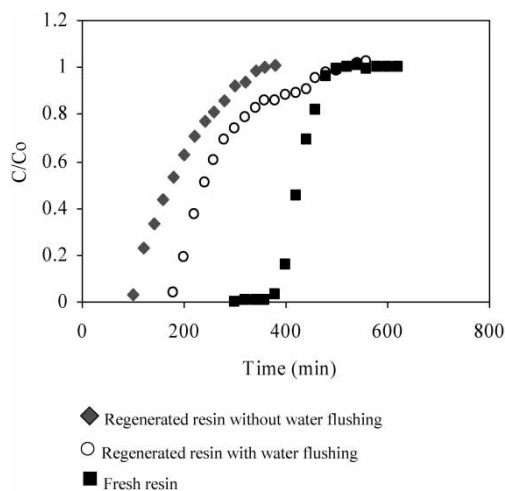 1.2
1
0.8
0.6
0.4
0.2
0
C/Co
0 200 400 600 800
Time (min)
Regenerated resin without water flushing
Regenerated resin with water flushing
Fresh resin